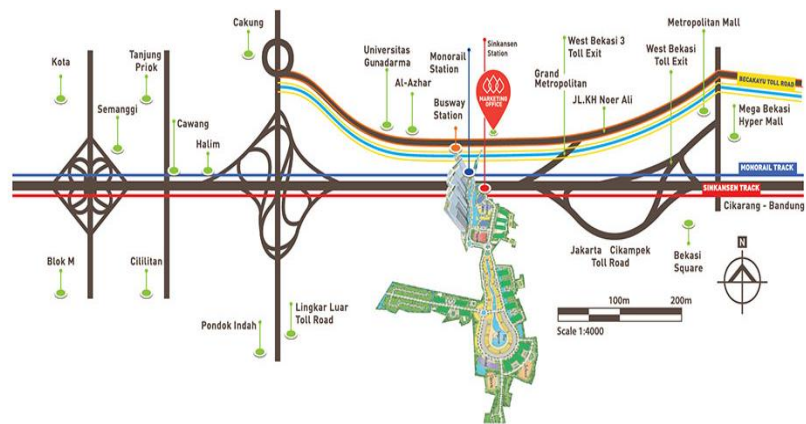 Kota
Tanjung
Priok
Semanggi
Cawang
Halim
Cakung
Universitas
Gunadarma
Al-Azhar
Monorail
Station
Busway
Station
Sinkansen
Station
MARKETING
OFFICE
West Bekasi 3
Toll Exit
Grand
Metropolitan
JL.KH Noer Ali
Metropolitan Mall
West Bekasi
Toll Exit
BECAKAYU TOLL ROAD
Mega Bekasi
Hyper Mall
MONORAIL TRACK
SINKANSEN TRACK
Cikarang - Bandung
Blok M
Cililitan
Pondok Indah
Lingkar Luar
Toll Road
Jakarta Cikampek
Toll Road
Bekasi
Square
N
100m 200m
Scale 1:4000